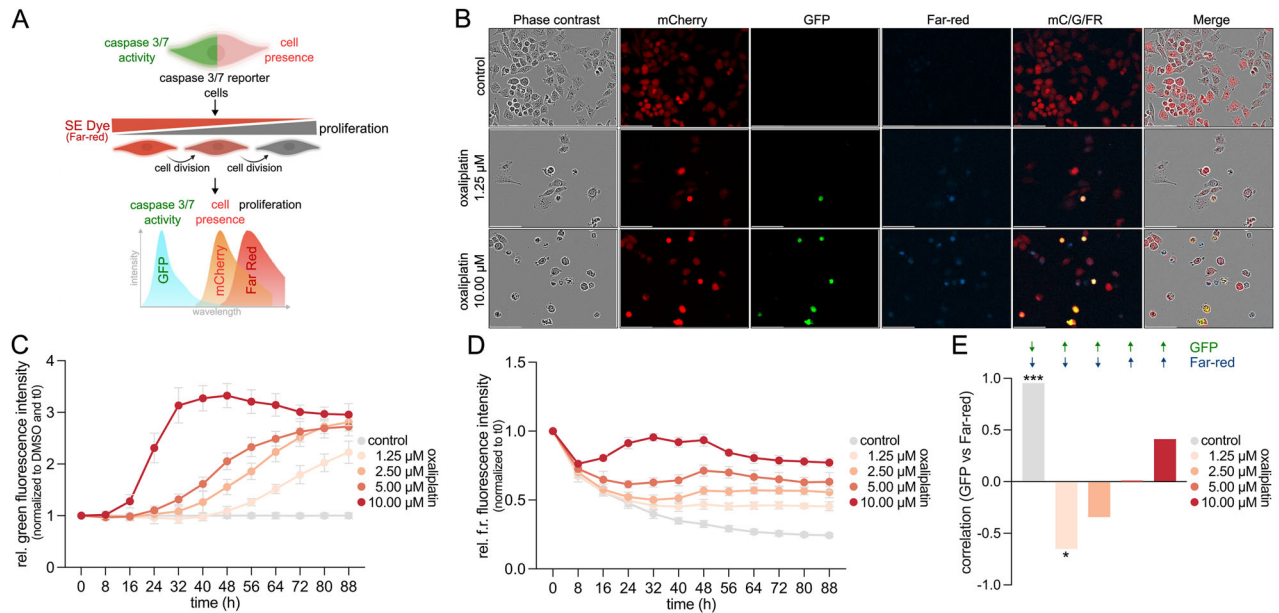 A
caspase 3/7
activity
cell
presence
caspase 3/7 reporter
cells
SE Dye
(Far-red)
proliferation
cell division
cell division
caspase 3/7
activity
cell
presence
proliferation
intensity
GFP
mCherry
Far Red
wavelength
B
Phase contrast
mCherry
GFP
Far-red
mC/G/FR
Merge
control
oxaliplatin
1.25 µM
oxaliplatin
10.00 µM
C
rel. green fluorescence intensity
(normalized to DMSO and t0)
4
3
2
1
0
0 8 16 24 32 40 48 56 64 72 80 88
time (h)
control
1.25 µM
2.50 µM
5.00 µM
10.00 µM
oxaliplatin
D
rel. f.r. fluorescence intensity
(normalized to t0)
1.5
1.0
0.5
0.0
0 8 16 24 32 40 48 56 64 72 80 88
time (h)
control
1.25 µM
2.50 µM
5.00 µM
10.00 µM
oxaliplatin
E
↓ ↑ ↑ ↑ ↑ GFP
↓ ↓ ↓ ↑ ↑ Far-red
correlation (GFP vs Far-red)
1.0
0.5
0.0
-0.5
-1.0
***
*
control
1.25 µM
2.50 µM
5.00 µM
10.00 µM
oxaliplatin